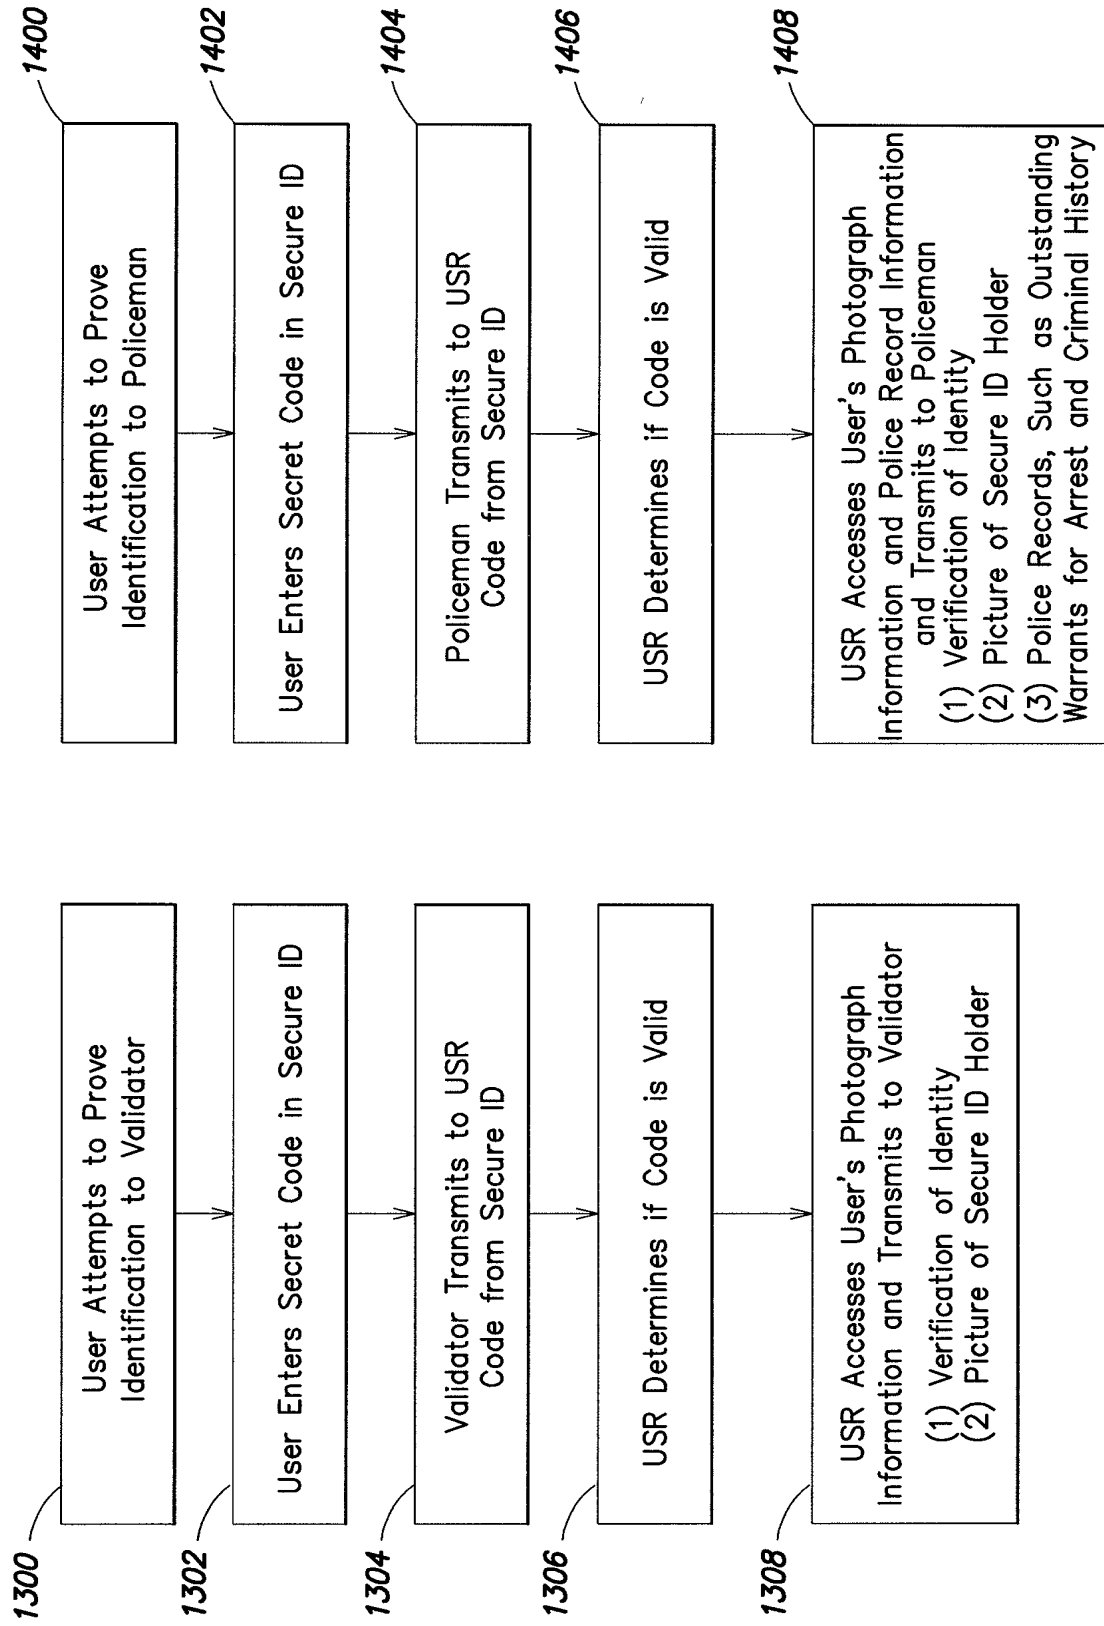 1300
User Attempts to Prove
Identification to Validator
1302
User Enters Secret Code in Secure ID
1304
Validator Transmits to USR
Code from Secure ID
1306
USR Determines if Code is Valid
1308
USR Accesses User's Photograph
Information and Transmits to Validator
(1) Verification of Identity
(2) Picture of Secure ID Holder
1400
User Attempts to Prove
Identification to Policeman
1402
User Enters Secret Code in Secure ID
1404
Policeman Transmits to USR
Code from Secure ID
1406
USR Determines if Code is Valid
1408
USR Accesses User's Photograph
Information and Police Record Information
and Transmits to Policeman
(1) Verification of Identity
(2) Picture of Secure ID Holder
(3) Police Records, Such as Outstanding
Warrants for Arrest and Criminal History